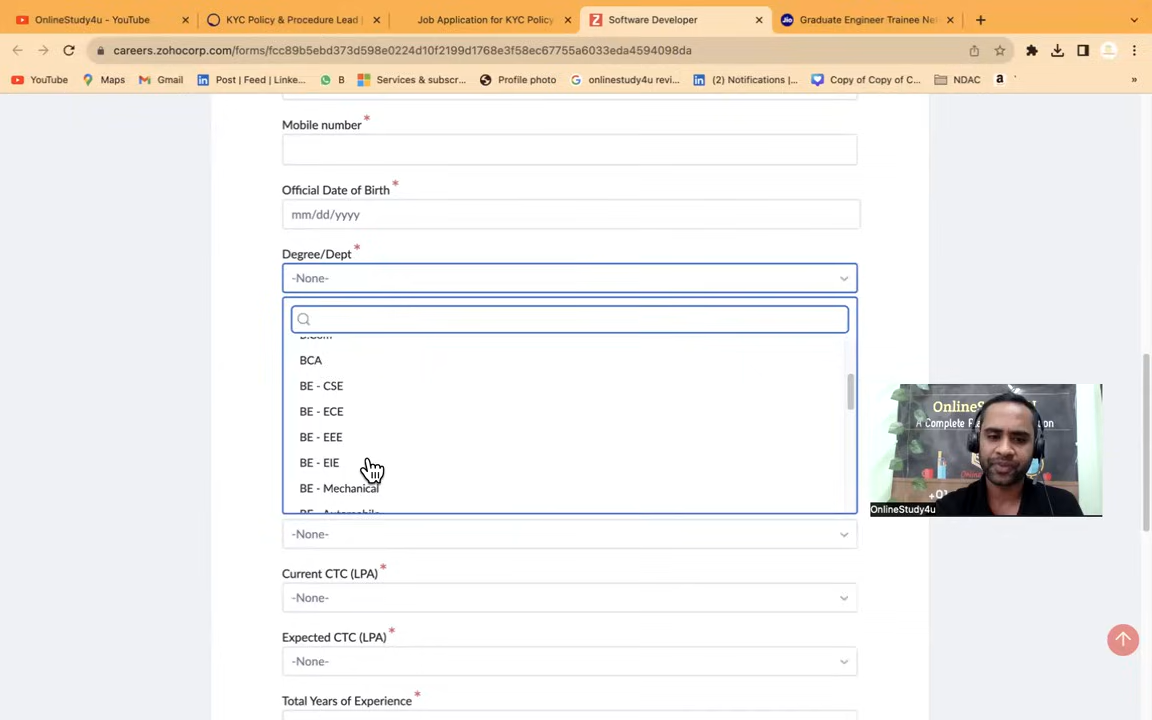 OnlineStudy4u - YouTube
KYC Policy & Procedure Lead
Job Application for KYC Policy
Software Developer
Graduate Engineer Trainee Ne
careers.zohocorp.com/forms/fcc89b5ebd373d598e0224d10f2199d1768e3f58ec67755a6033eda4594098da
YouTube
Maps
Gmail
Post | Feed | Linke...
B
Services & subscr...
Profile photo
onlinestudy4u revi...
(2) Notifications |...
Copy of Copy of C...
NDAC
Mobile number*
Official Date of Birth*
mm/dd/yyyy
Degree/Dept*
-None-
B.Com
BCA
BE - CSE
BE - ECE
BE - EEE
BE - EIE
BE - Mechanical
BE - Automobile
-None-
Current CTC (LPA)*
-None-
Expected CTC (LPA)*
-None-
Total Years of Experience*
OnlineStudy4u